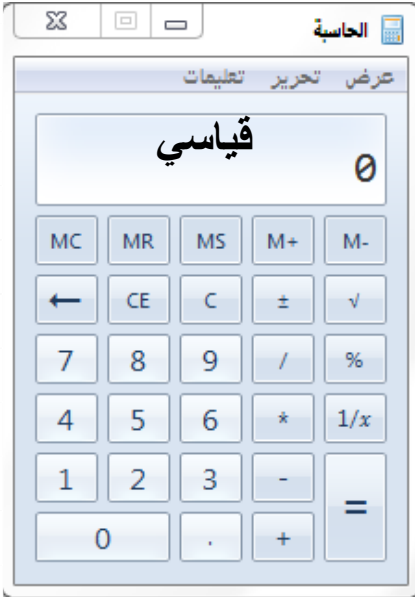 الحاسبة
عرض تحرير تعليمات
قياسي
0
MC MR MS M+ M-
← CE C ± √
7 8 9 / %
4 5 6 * 1/x
1 2 3 - =
0 . +